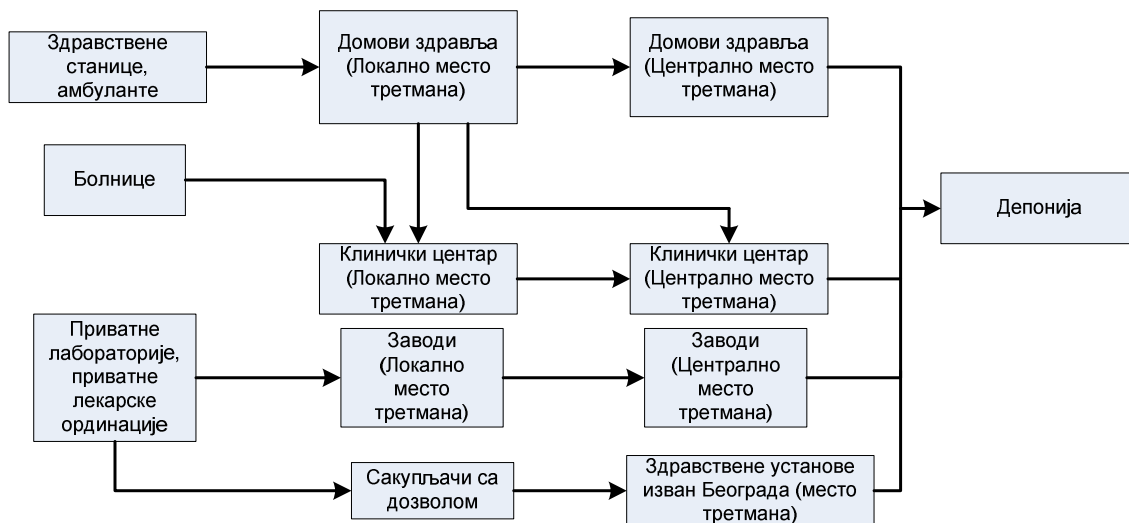 Здравствене
станице,
амбуланте
Домови здравља
(Локално место
третмана)
Домови здравља
(Централно место
третмана)
Болнице
Депонија
Клинички центар
(Локално место
третмана)
Клинички центар
(Централно место
третмана)
Приватне
лабораторије,
приватне
лекарске
ординације
Заводи
(Локално
место
третмана)
Заводи
(Централно
место
третмана)
Сакупљачи са
дозволом
Здравствене установе
изван Београда (место
третмана)